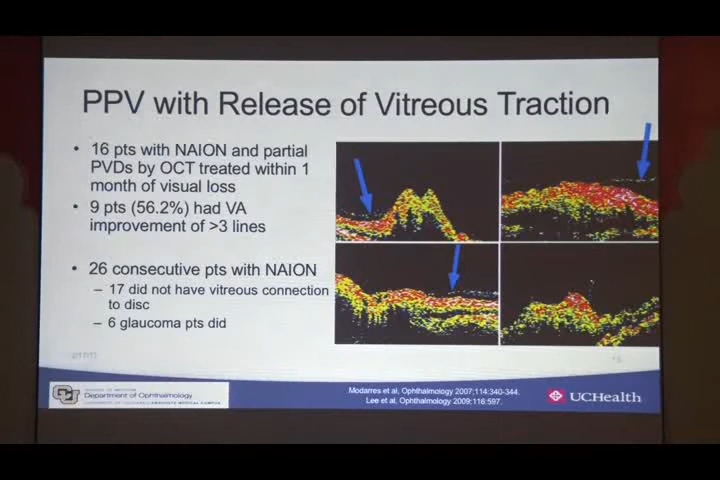 PPV with Release of Vitreous Traction
• 16 pts with NAION and partial
PVDs by OCT treated within 1
month of visual loss
• 9 pts (56.2%) had VA
improvement of >3 lines
• 26 consecutive pts with NAION
– 17 did not have vitreous connection
to disc
– 6 glaucoma pts did
SCHOOL OF MEDICINE
Department of Ophthalmology
Modarres et al, Ophthalmology 2007;114:340-344.
Lee et al, Ophthalmology 2009;116:597.
UCHealth